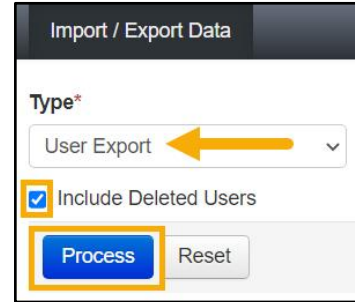 Import / Export Data
Type*
User Export
Include Deleted Users
Process Reset